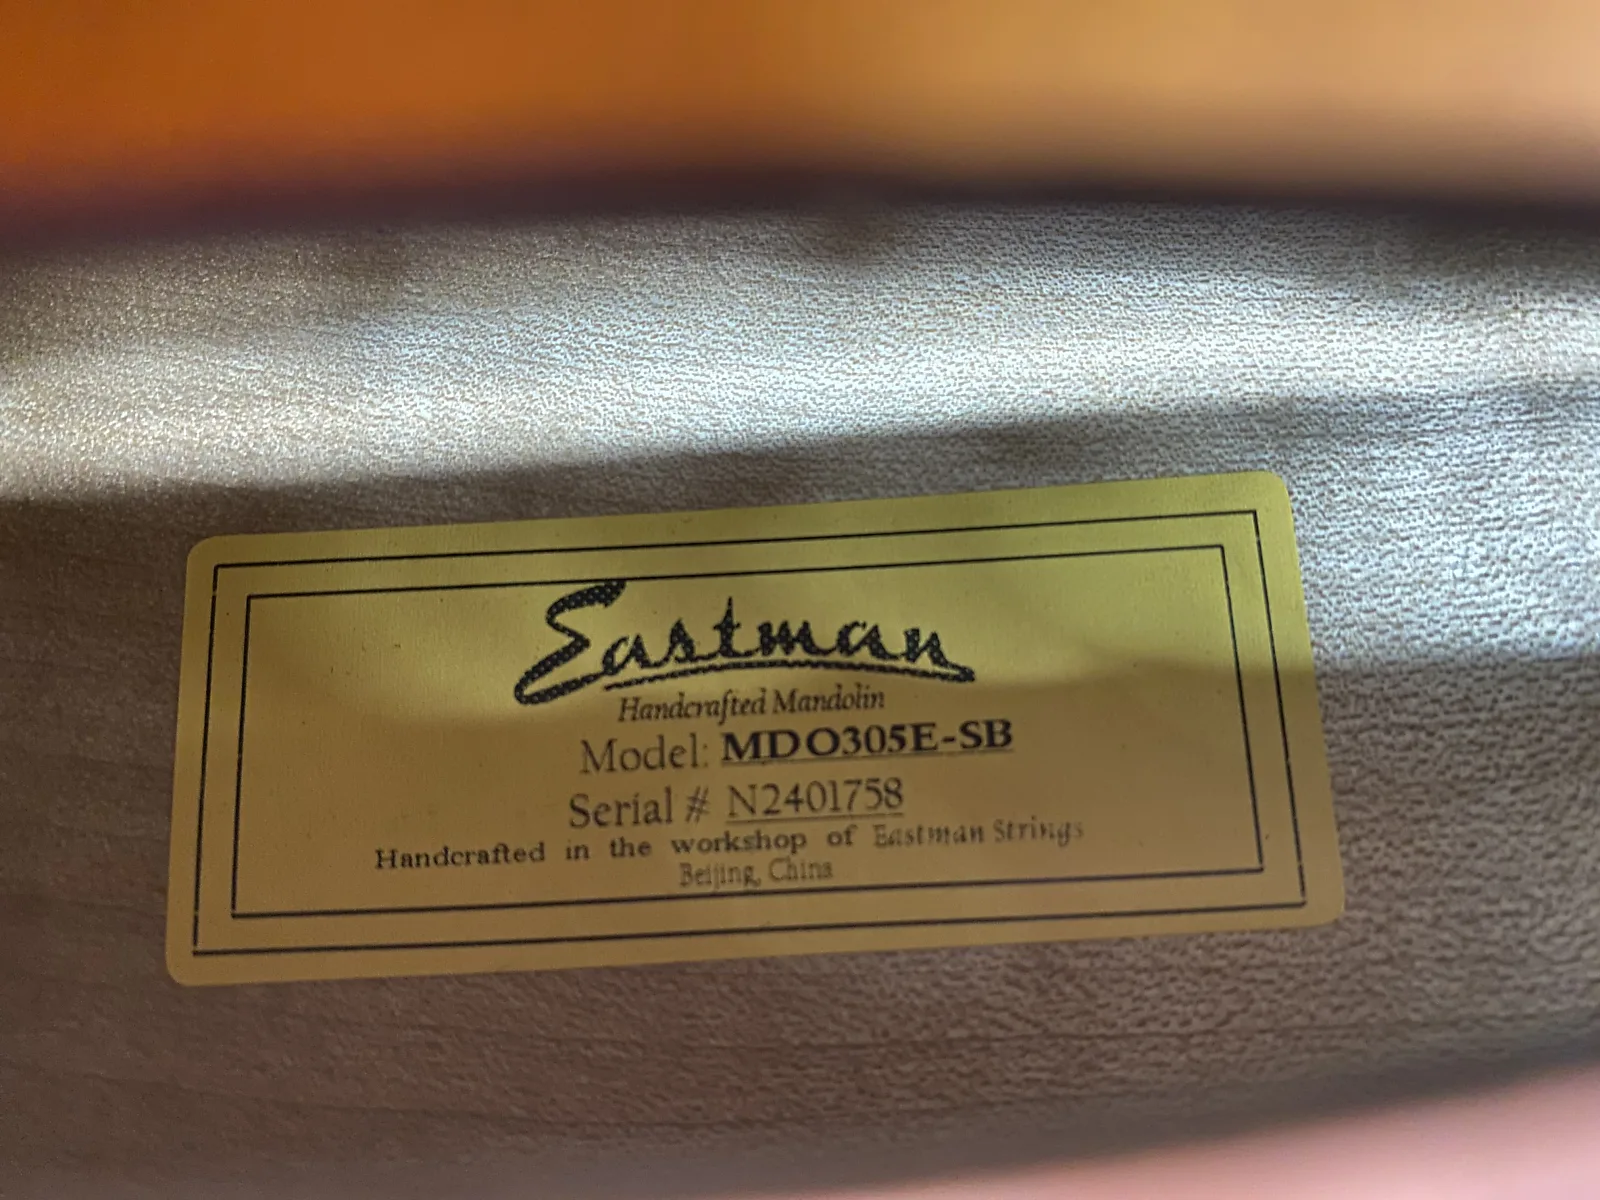 Eastman
Handcrafted Mandolin
Model: MDO305E-SB
Serial # N2401758
Handcrafted in the workshop of Eastman Strings
Beijing, China